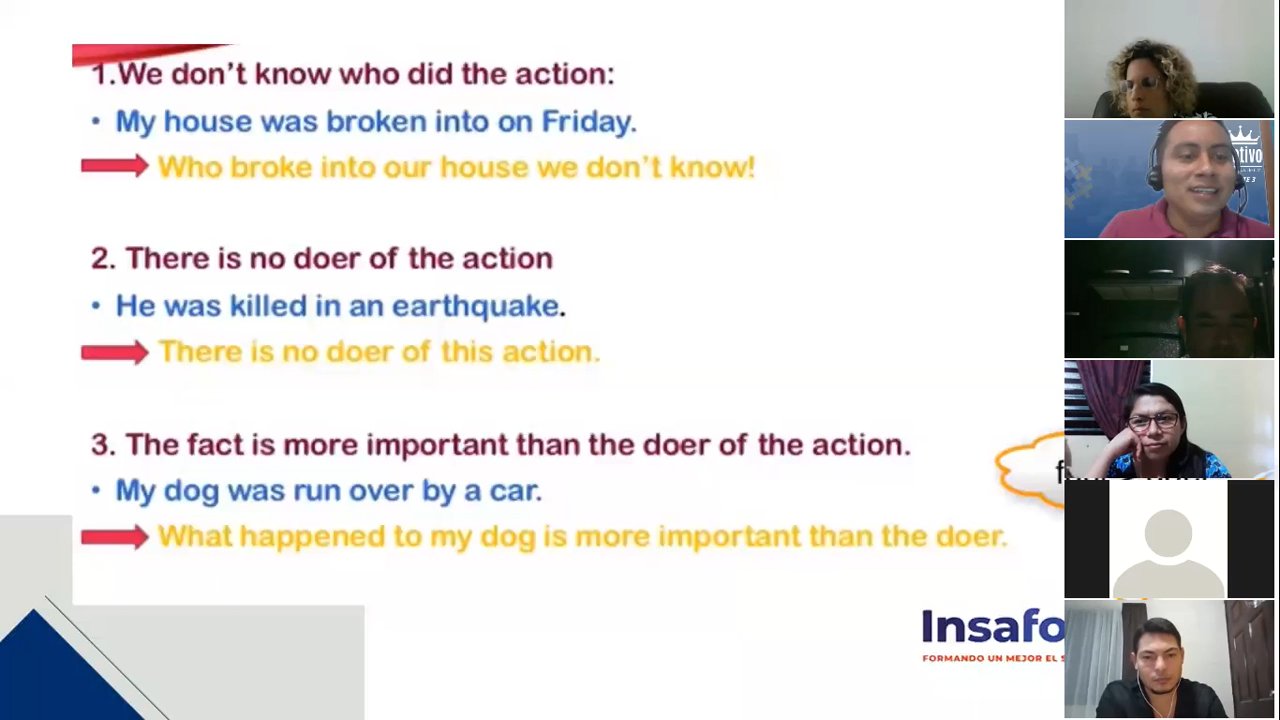 1.We don't know who did the action:
• My house was broken into on Friday.
Who broke into our house we don't know!
2. There is no doer of the action
• He was killed in an earthquake.
There is no doer of this action.
3. The fact is more important than the doer of the action.
• My dog was run over by a car.
What happened to my dog is more important than the doer.
Insafo
FORMANDO UN MEJOR EL S
tivo